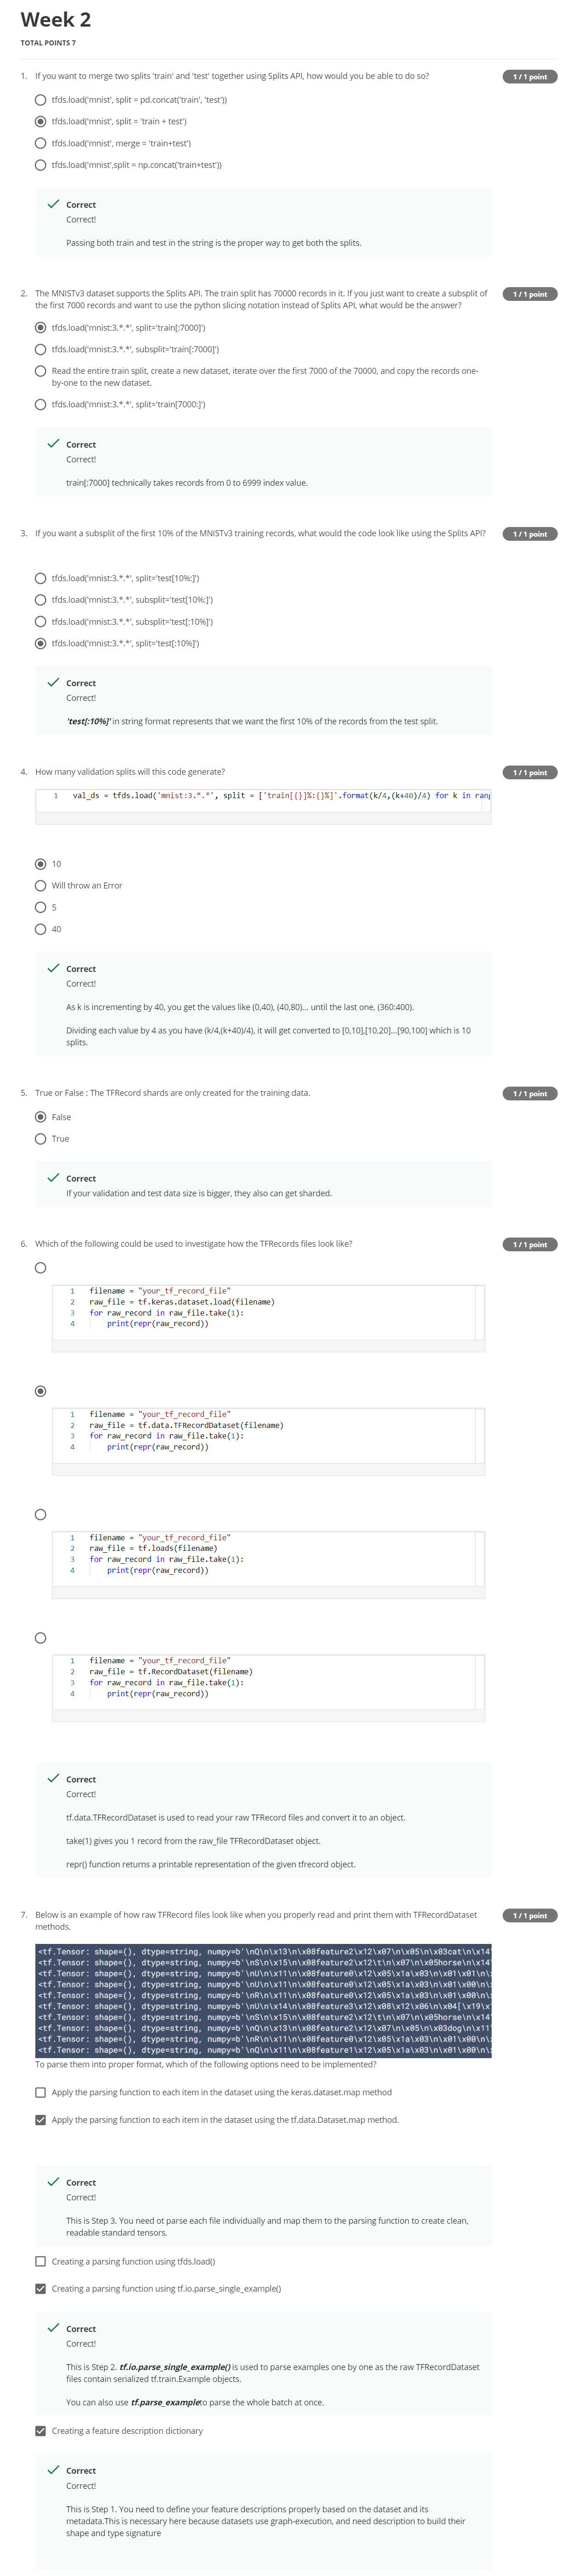 Week 2
TOTAL POINTS 7
1. If you want to merge two splits 'train' and 'test' together using Splits API, how would you be able to do so?
1 / 1 point
tfds.load('mnist', split = pd.concat('train', 'test'))
tfds.load('mnist', split = 'train + test')
tfds.load('mnist', merge = 'train+test')
tfds.load('mnist',split = np.concat('train+test'))
Correct
Correct!
Passing both train and test in the string is the proper way to get both the splits.
2. The MNISTv3 dataset supports the Splits API. The train split has 70000 records in it. If you just want to create a subsplit of
the first 7000 records and want to use the python slicing notation instead of Splits API, what would be the answer?
1 / 1 point
tfds.load('mnist:3.*.*', split='train[:7000]')
tfds.load('mnist:3.*.*', subsplit='train[:7000]')
Read the entire train split, create a new dataset, iterate over the first 7000 of the 70000, and copy the records one-
by-one to the new dataset.
tfds.load('mnist:3.*.*', split='train[7000:]')
Correct
Correct!
train[:7000] technically takes records from 0 to 6999 index value.
3. If you want a subsplit of the first 10% of the MNISTv3 training records, what would the code look like using the Splits API?
1 / 1 point
tfds.load('mnist:3.*.*', split='test[10%:]')
tfds.load('mnist:3.*.*', subsplit='test[10%:]')
tfds.load('mnist:3.*.*', subsplit='test[:10%]')
tfds.load('mnist:3.*.*', split='test[:10%]')
Correct
Correct!
'test[:10%]' in string format represents that we want the first 10% of the records from the test split.
4. How many validation splits will this code generate?
1 / 1 point
1 val_ds = tfds.load('mnist:3.*.*', split = ['train[{}]%:{}%]'.format(k/4,(k+40)/4) for k in rang
10
Will throw an Error
5
40
Correct
Correct!
As k is incrementing by 40, you get the values like (0,40), (40,80)... until the last one, (360:400).
Dividing each value by 4 as you have (k/4,(k+40)/4), it will get converted to [0,10],[10,20]...[90,100] which is 10
splits.
5. True or False : The TFRecord shards are only created for the training data.
1 / 1 point
False
True
Correct
If your validation and test data size is bigger, they also can get sharded.
6. Which of the following could be used to investigate how the TFRecords files look like?
1 / 1 point
1 filename = "your_tf_record_file"
2 raw_file = tf.keras.dataset.load(filename)
3 for raw_record in raw_file.take(1):
4 print(repr(raw_record))
1 filename = "your_tf_record_file"
2 raw_file = tf.data.TFRecordDataset(filename)
3 for raw_record in raw_file.take(1):
4 print(repr(raw_record))
1 filename = "your_tf_record_file"
2 raw_file = tf.loads(filename)
3 for raw_record in raw_file.take(1):
4 print(repr(raw_record))
1 filename = "your_tf_record_file"
2 raw_file = tf.RecordDataset(filename)
3 for raw_record in raw_file.take(1):
4 print(repr(raw_record))
Correct
Correct!
tf.data.TFRecordDataset is used to read your raw TFRecord files and convert it to an object.
take(1) gives you 1 record from the raw_file TFRecordDataset object.
repr() function returns a printable representation of the given tfrecord object.
7. Below is an example of how raw TFRecord files look like when you properly read and print them with TFRecordDataset
methods.
1 / 1 point
<tf.Tensor: shape=(), dtype=string, numpy=b'\nQ\n\x13\n\x08feature2\x12\x07\n\x05\n\x03cat\n\x14
<tf.Tensor: shape=(), dtype=string, numpy=b'\nS\n\x15\n\x08feature2\x12\t\n\x07\n\x05horse\n\x14
<tf.Tensor: shape=(), dtype=string, numpy=b'\nU\n\x11\n\x08feature0\x12\x05\x1a\x03\n\x01\x01\n\
<tf.Tensor: shape=(), dtype=string, numpy=b'\nU\n\x11\n\x08feature0\x12\x05\x1a\x03\n\x01\x00\n\
<tf.Tensor: shape=(), dtype=string, numpy=b'\nR\n\x11\n\x08feature0\x12\x05\x1a\x03\n\x01\x00\n\
<tf.Tensor: shape=(), dtype=string, numpy=b'\nU\n\x14\n\x08feature3\x12\x08\x12\x06\n\x04[\x19\x
<tf.Tensor: shape=(), dtype=string, numpy=b'\nS\n\x15\n\x08feature2\x12\t\n\x07\n\x05horse\n\x14
<tf.Tensor: shape=(), dtype=string, numpy=b'\nQ\n\x13\n\x08feature2\x12\x07\n\x05\n\x03dog\n\x11
<tf.Tensor: shape=(), dtype=string, numpy=b'\nR\n\x11\n\x08feature0\x12\x05\x1a\x03\n\x01\x00\n\
<tf.Tensor: shape=(), dtype=string, numpy=b'\nQ\n\x11\n\x08feature1\x12\x05\x1a\x03\n\x01\x00\n\
To parse them into proper format, which of the following options need to be implemented?
Apply the parsing function to each item in the dataset using the keras.dataset.map method
Apply the parsing function to each item in the dataset using the tf.data.Dataset.map method.
Correct
Correct!
This is Step 3. You need ot parse each file individually and map them to the parsing function to create clean,
readable standard tensors.
Creating a parsing function using tfds.load()
Creating a parsing function using tf.io.parse_single_example()
Correct
Correct!
This is Step 2. tf.io.parse_single_example() is used to parse examples one by one as the raw TFRecordDataset
files contain serialized tf.train.Example objects.
You can also use tf.parse_exampleto parse the whole batch at once.
Creating a feature description dictionary
Correct
Correct!
This is Step 1. You need to define your feature descriptions properly based on the dataset and its
metadata.This is necessary here because datasets use graph-execution, and need description to build their
shape and type signature